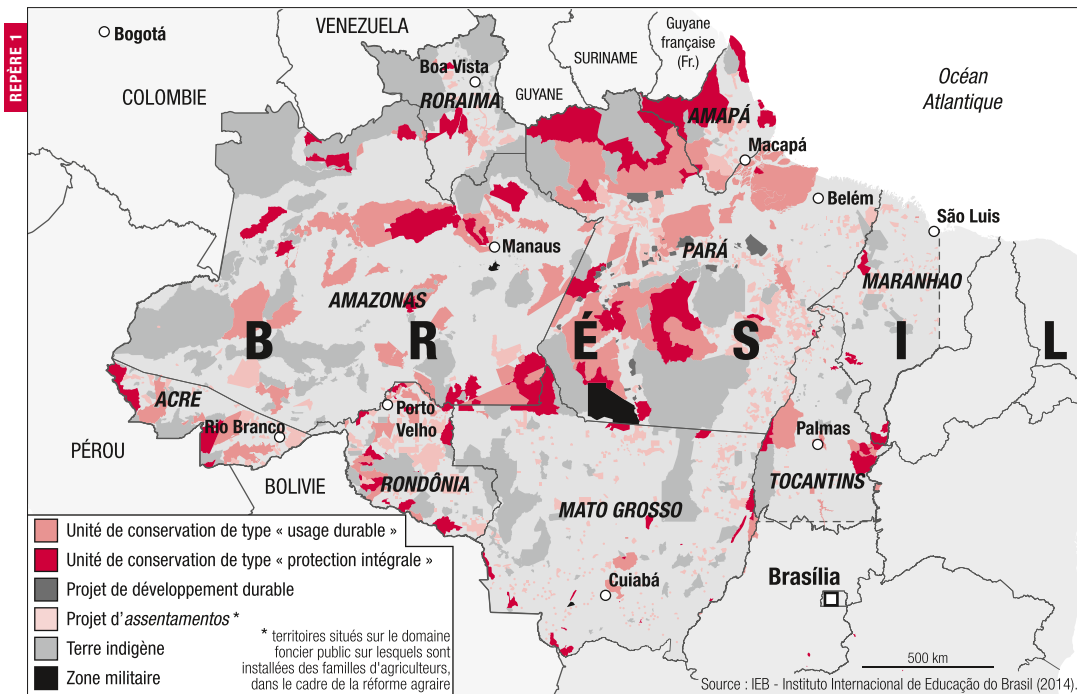 REPÈRE 1
Bogotá
VENEZUELA
COLOMBIE
Boa Vista
RORAIMA
GUYANE
SURINAME
Guyane
française
(Fr.)
AMAPÁ
Macapá
Océan
Atlantique
Belém
São Luis
Manaus
PARÁ
MARANHAO
AMAZONAS
B R É S I L
ACRE
Rio Branco
Porto
Velho
PÉROU
BOLIVIE
RONDÔNIA
MATO GROSSO
Palmas
TOCANTINS
Cuiabá
Brasília
Unité de conservation de type « usage durable »
Unité de conservation de type « protection intégrale »
Projet de développement durable
Projet d'assentamentos *
Terre indigène
Zone militaire
* territoires situés sur le domaine
foncier public sur lesquels sont
installées des familles d'agriculteurs,
dans le cadre de la réforme agraire
500 km
Source : IEB - Instituto Internacional de Educação do Brasil (2014).